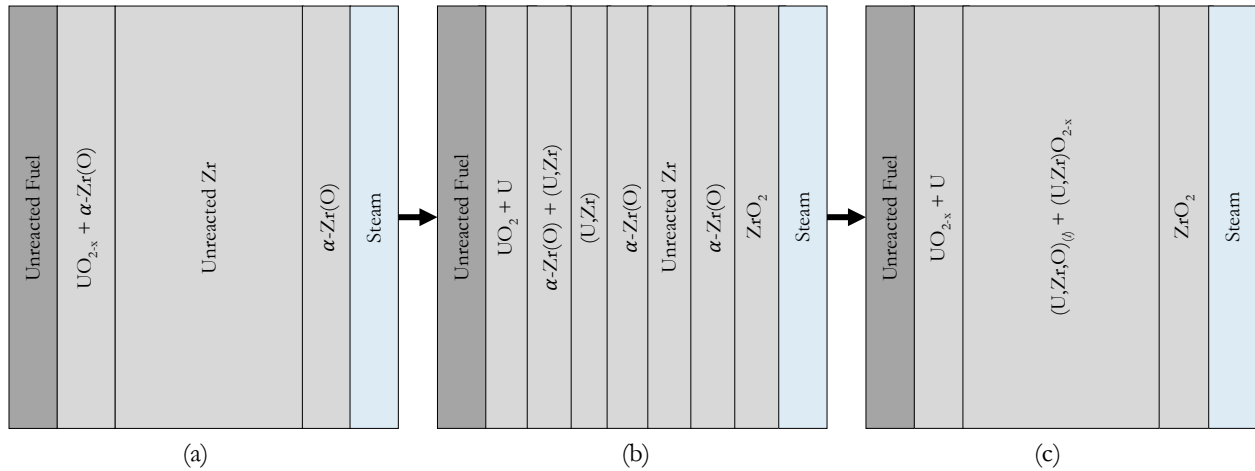 Unreacted Fuel
UO₂₋ₓ + α-Zr(O)
Unreacted Zr
α-Zr(O)
Steam
(a)
Unreacted Fuel
UO₂ + U
α-Zr(O) + (U,Zr)
(U,Zr)
α-Zr(O)
Unreacted Zr
α-Zr(O)
ZrO₂
Steam
(b)
Unreacted Fuel
UO₂₋ₓ + U
(U,Zr,O)₍ₗ₎ + (U,Zr)O₂₋ₓ
ZrO₂
Steam
(c)